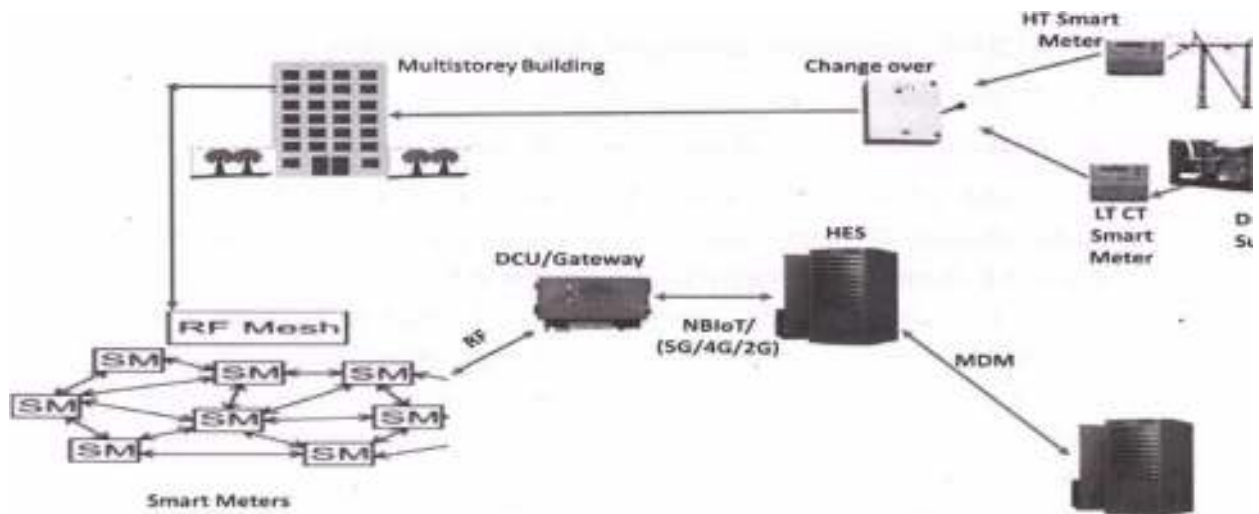 HT Smart
Meter
Multistorey Building
Change over
LT CT
Smart
Meter
D
Su
HES
DCU/Gateway
NBIoT/
(5G/4G/2G)
RF
MDM
RF Mesh
SM
SM
SM
SM
SM
SM
SM
SM
Smart Meters